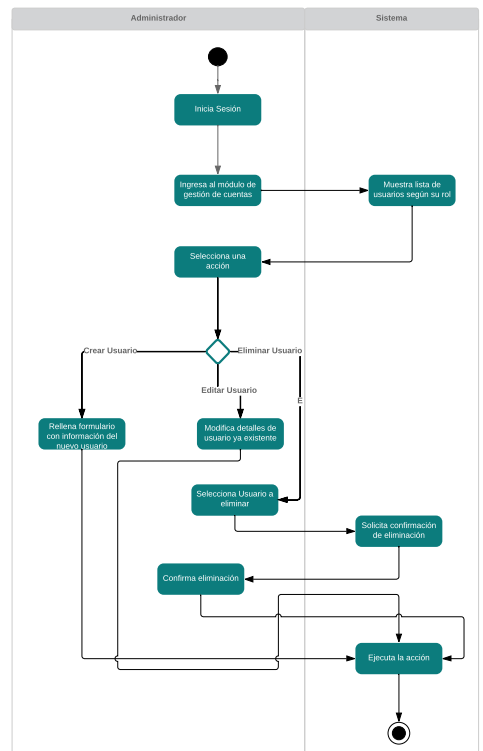 Administrador
Sistema
Inicia Sesión
Ingresa al módulo de
gestión de cuentas
Muestra lista de
usuarios según su rol
Selecciona una
acción
Crear Usuario
Eliminar Usuario
Editar Usuario
E
Rellena formulario
con información del
nuevo usuario
Modifica detalles de
usuario ya existente
Selecciona Usuario a
eliminar
Solicita confirmación
de eliminación
Confirma eliminación
Ejecuta la acción